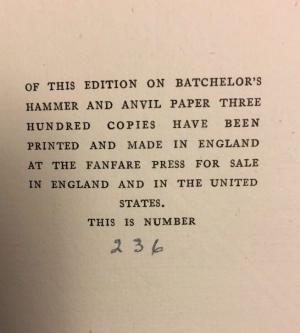 OF THIS EDITION ON BATCHELOR'S
HAMMER AND ANVIL PAPER THREE
HUNDRED COPIES HAVE BEEN
PRINTED AND MADE IN ENGLAND
AT THE FANFARE PRESS FOR SALE
IN ENGLAND AND IN THE UNITED
STATES.
THIS IS NUMBER
236